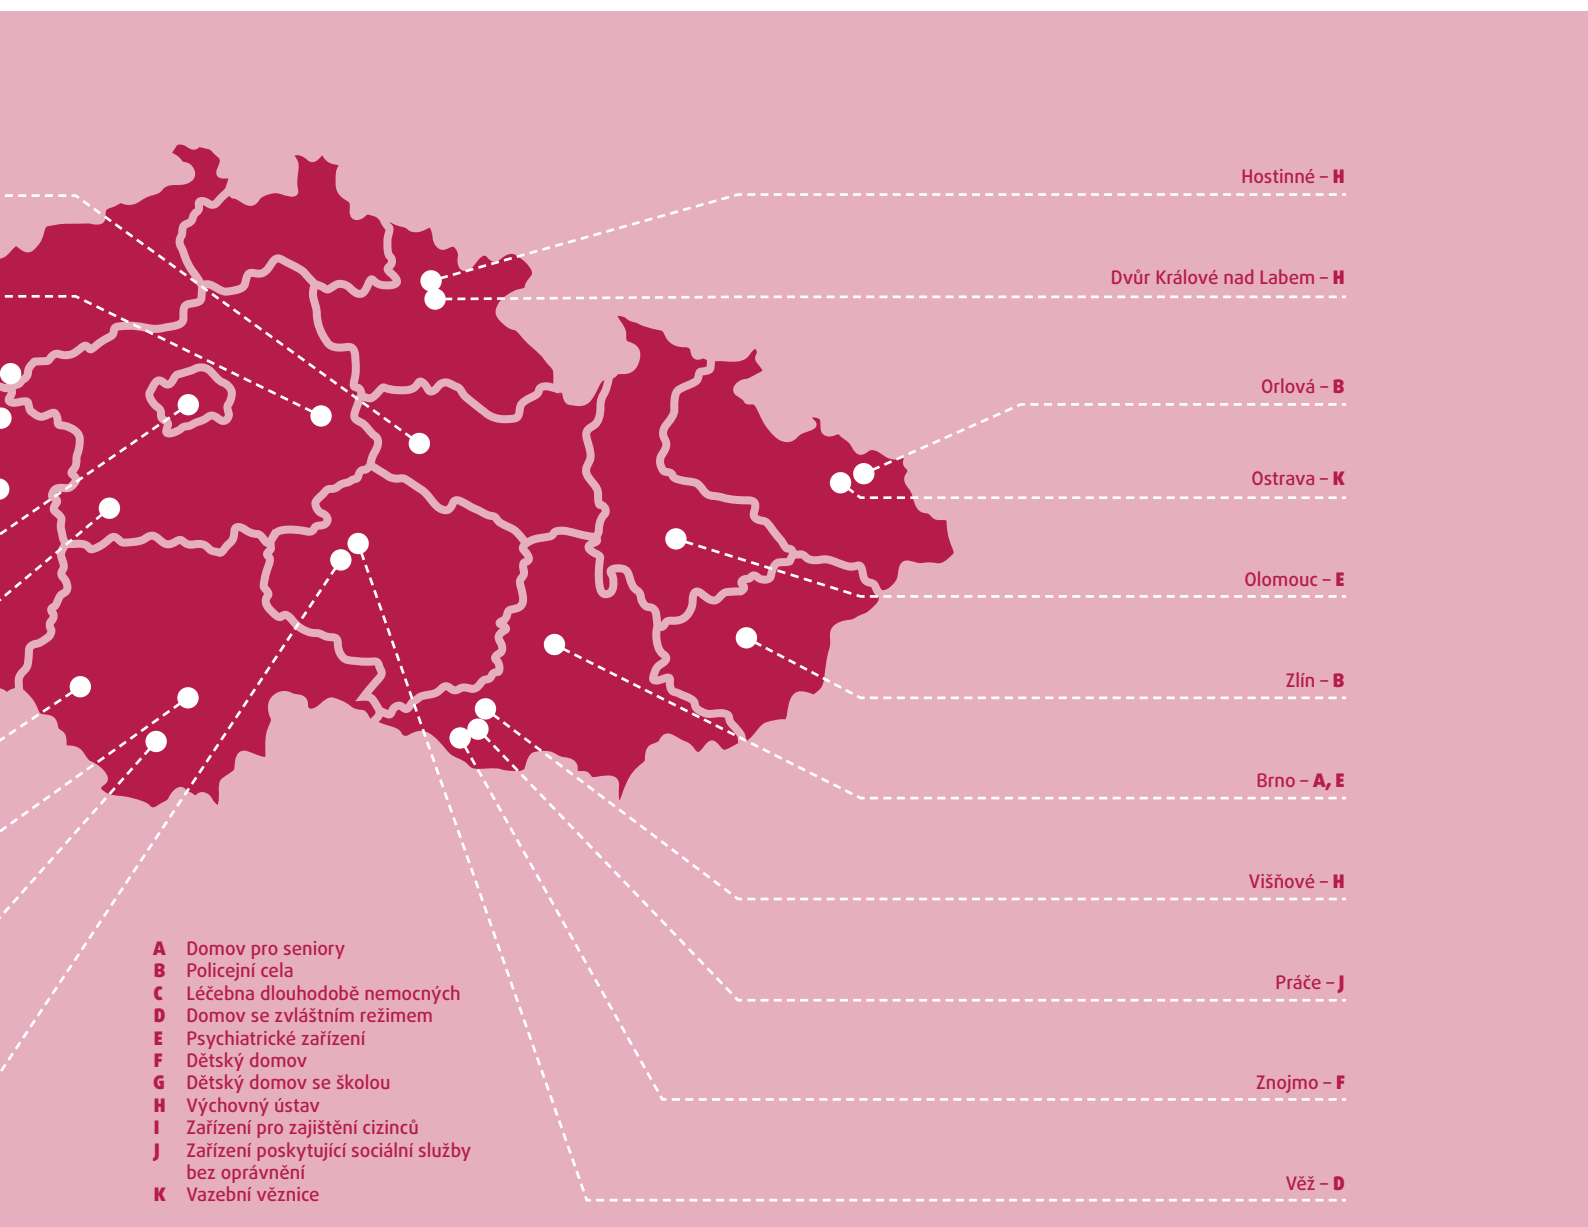 Hostinné – H
Dvůr Králové nad Labem – H
Orlová – B
Ostrava – K
Olomouc – E
Zlín – B
Brno – A, E
Višňové – H
Práče – J
Znojmo – F
Věž – D
A Domov pro seniory
B Policejní cela
C Léčebna dlouhodobě nemocných
D Domov se zvláštním režimem
E Psychiatrické zařízení
F Dětský domov
G Dětský domov se školou
H Výchovný ústav
I Zařízení pro zajištění cizinců
J Zařízení poskytující sociální služby
bez oprávnění
K Vazební věznice